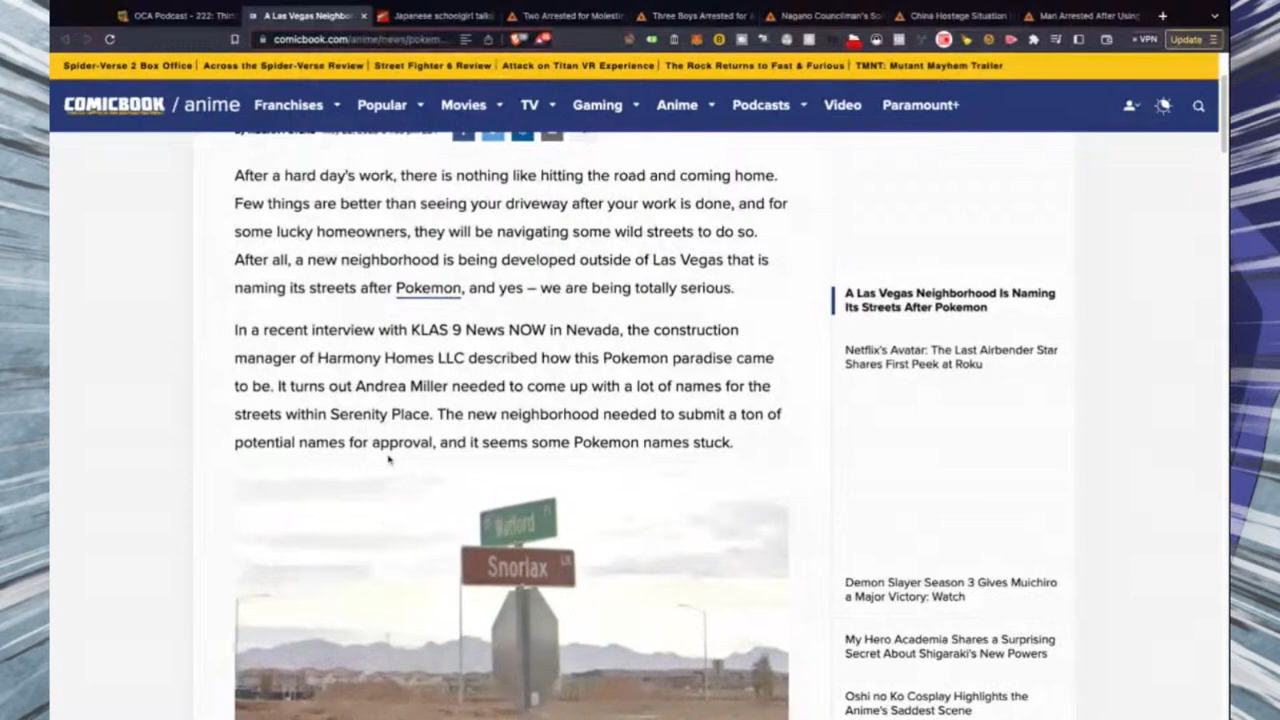 OCA Podcast - 222: Thi
A Las Vegas Neighbo
Japanese schoolgirl talks
Two Arrested for Molestin
Three Boys Arrested for
Nagano Councilman's So
China Hostage Situation
Man Arrested After Using
comicbook.com/anime/news/pokem...
VPN
Update
Spider-Verse 2 Box Office | Across the Spider-Verse Review | Street Fighter 6 Review | Attack on Titan VR Experience | The Rock Returns to Fast & Furious | TMNT: Mutant Mayhem Trailer
COMICBOOK / anime Franchises Popular Movies TV Gaming Anime Podcasts Video Paramount+
After a hard day's work, there is nothing like hitting the road and coming home.
Few things are better than seeing your driveway after your work is done, and for
some lucky homeowners, they will be navigating some wild streets to do so.
After all, a new neighborhood is being developed outside of Las Vegas that is
naming its streets after Pokemon, and yes – we are being totally serious.
In a recent interview with KLAS 9 News NOW in Nevada, the construction
manager of Harmony Homes LLC described how this Pokemon paradise came
to be. It turns out Andrea Miller needed to come up with a lot of names for the
streets within Serenity Place. The new neighborhood needed to submit a ton of
potential names for approval, and it seems some Pokemon names stuck.
Watford
Snorlax LN
A Las Vegas Neighborhood Is Naming
Its Streets After Pokemon
Netflix's Avatar: The Last Airbender Star
Shares First Peek at Roku
Demon Slayer Season 3 Gives Muichiro
a Major Victory: Watch
My Hero Academia Shares a Surprising
Secret About Shigaraki's New Powers
Oshi no Ko Cosplay Highlights the
Anime's Saddest Scene